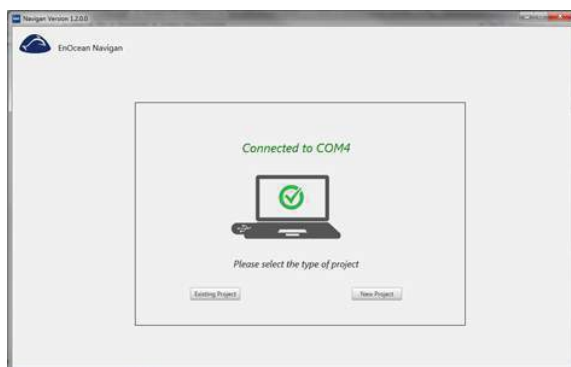 Navigan Version 1.2.0.0
EnOcean Navigan
Connected to COM4
Please select the type of project
Existing Project
New Project